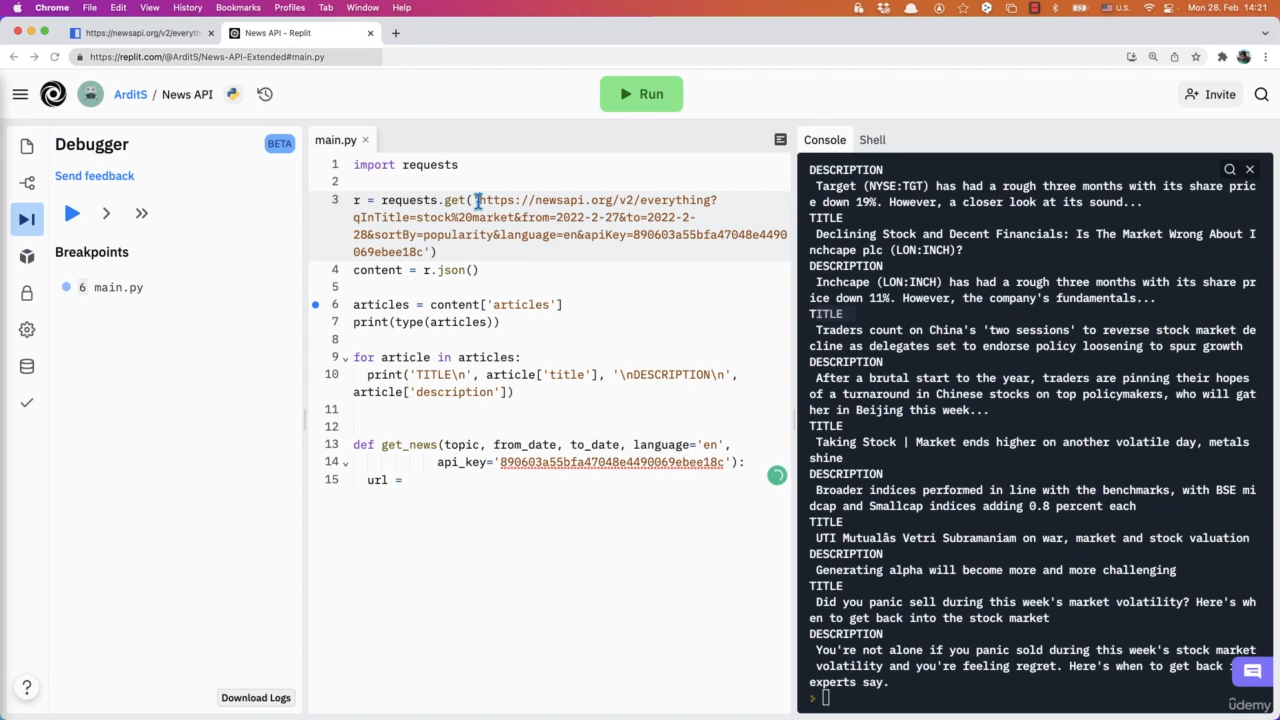 Chrome File Edit View History Bookmarks Profiles Tab Window Help U.S. Mon 28. Feb 14:21
https://newsapi.org/v2/everyth × News API - Replit × +
https://replit.com/@ArditS/News-API-Extended#main.py
ArditS / News API Run Invite
Debugger BETA
Send feedback
Breakpoints
6 main.py
Download Logs
?
main.py ×
1 import requests
2
3 r = requests.get('https://newsapi.org/v2/everything?
qInTitle=stock%20market&from=2022-2-27&to=2022-2-
28&sortBy=popularity&language=en&apiKey=890603a55bfa47048e4490
069ebee18c')
4 content = r.json()
5
6 articles = content['articles']
7 print(type(articles))
8
9 for article in articles:
10 print('TITLE\n', article['title'], '\nDESCRIPTION\n',
article['description'])
11
12
13 def get_news(topic, from_date, to_date, language='en',
14 api_key='890603a55bfa47048e4490069ebee18c'):
15 url =
Console Shell
DESCRIPTION
Target (NYSE:TGT) has had a rough three months with its share pric
e down 19%. However, a closer look at its sound...
TITLE
Declining Stock and Decent Financials: Is The Market Wrong About I
nchcape plc (LON:INCH)?
DESCRIPTION
Inchcape (LON:INCH) has had a rough three months with its share pr
ice down 11%. However, the company's fundamentals...
TITLE
Traders count on China's 'two sessions' to reverse stock market de
cline as delegates set to endorse policy loosening to spur growth
DESCRIPTION
After a brutal start to the year, traders are pinning their hopes
of a turnaround in Chinese stocks on top policymakers, who will gat
her in Beijing this week...
TITLE
Taking Stock | Market ends higher on another volatile day, metals
shine
DESCRIPTION
Broader indices performed in line with the benchmarks, with BSE mi
dcap and Smallcap indices adding 0.8 percent each
TITLE
UTI Mutualâs Vetri Subramaniam on war, market and stock valuation
DESCRIPTION
Generating alpha will become more and more challenging
TITLE
Did you panic sell during this week's market volatility? Here's wh
en to get back into the stock market
DESCRIPTION
You're not alone if you panic sold during this week's stock market
volatility and you're feeling regret. Here's when to get back
experts say.
>
udemy